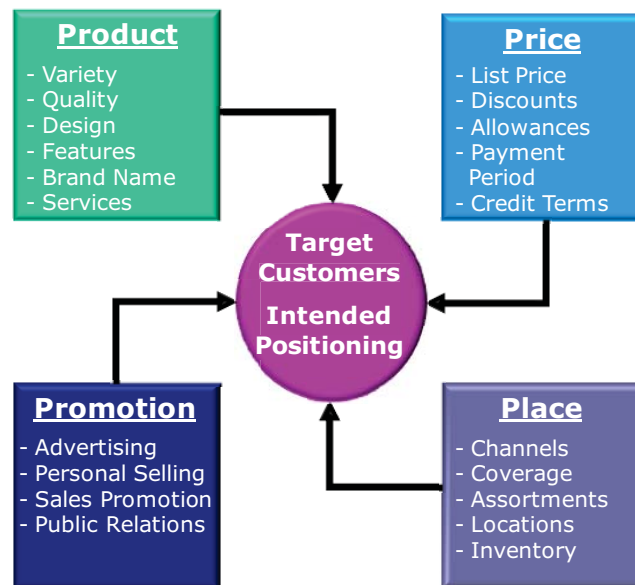 Product
- Variety
- Quality
- Design
- Features
- Brand Name
- Services
Price
- List Price
- Discounts
- Allowances
- Payment
Period
- Credit Terms
Target
Customers
Intended
Positioning
Promotion
- Advertising
- Personal Selling
- Sales Promotion
- Public Relations
Place
- Channels
- Coverage
- Assortments
- Locations
- Inventory